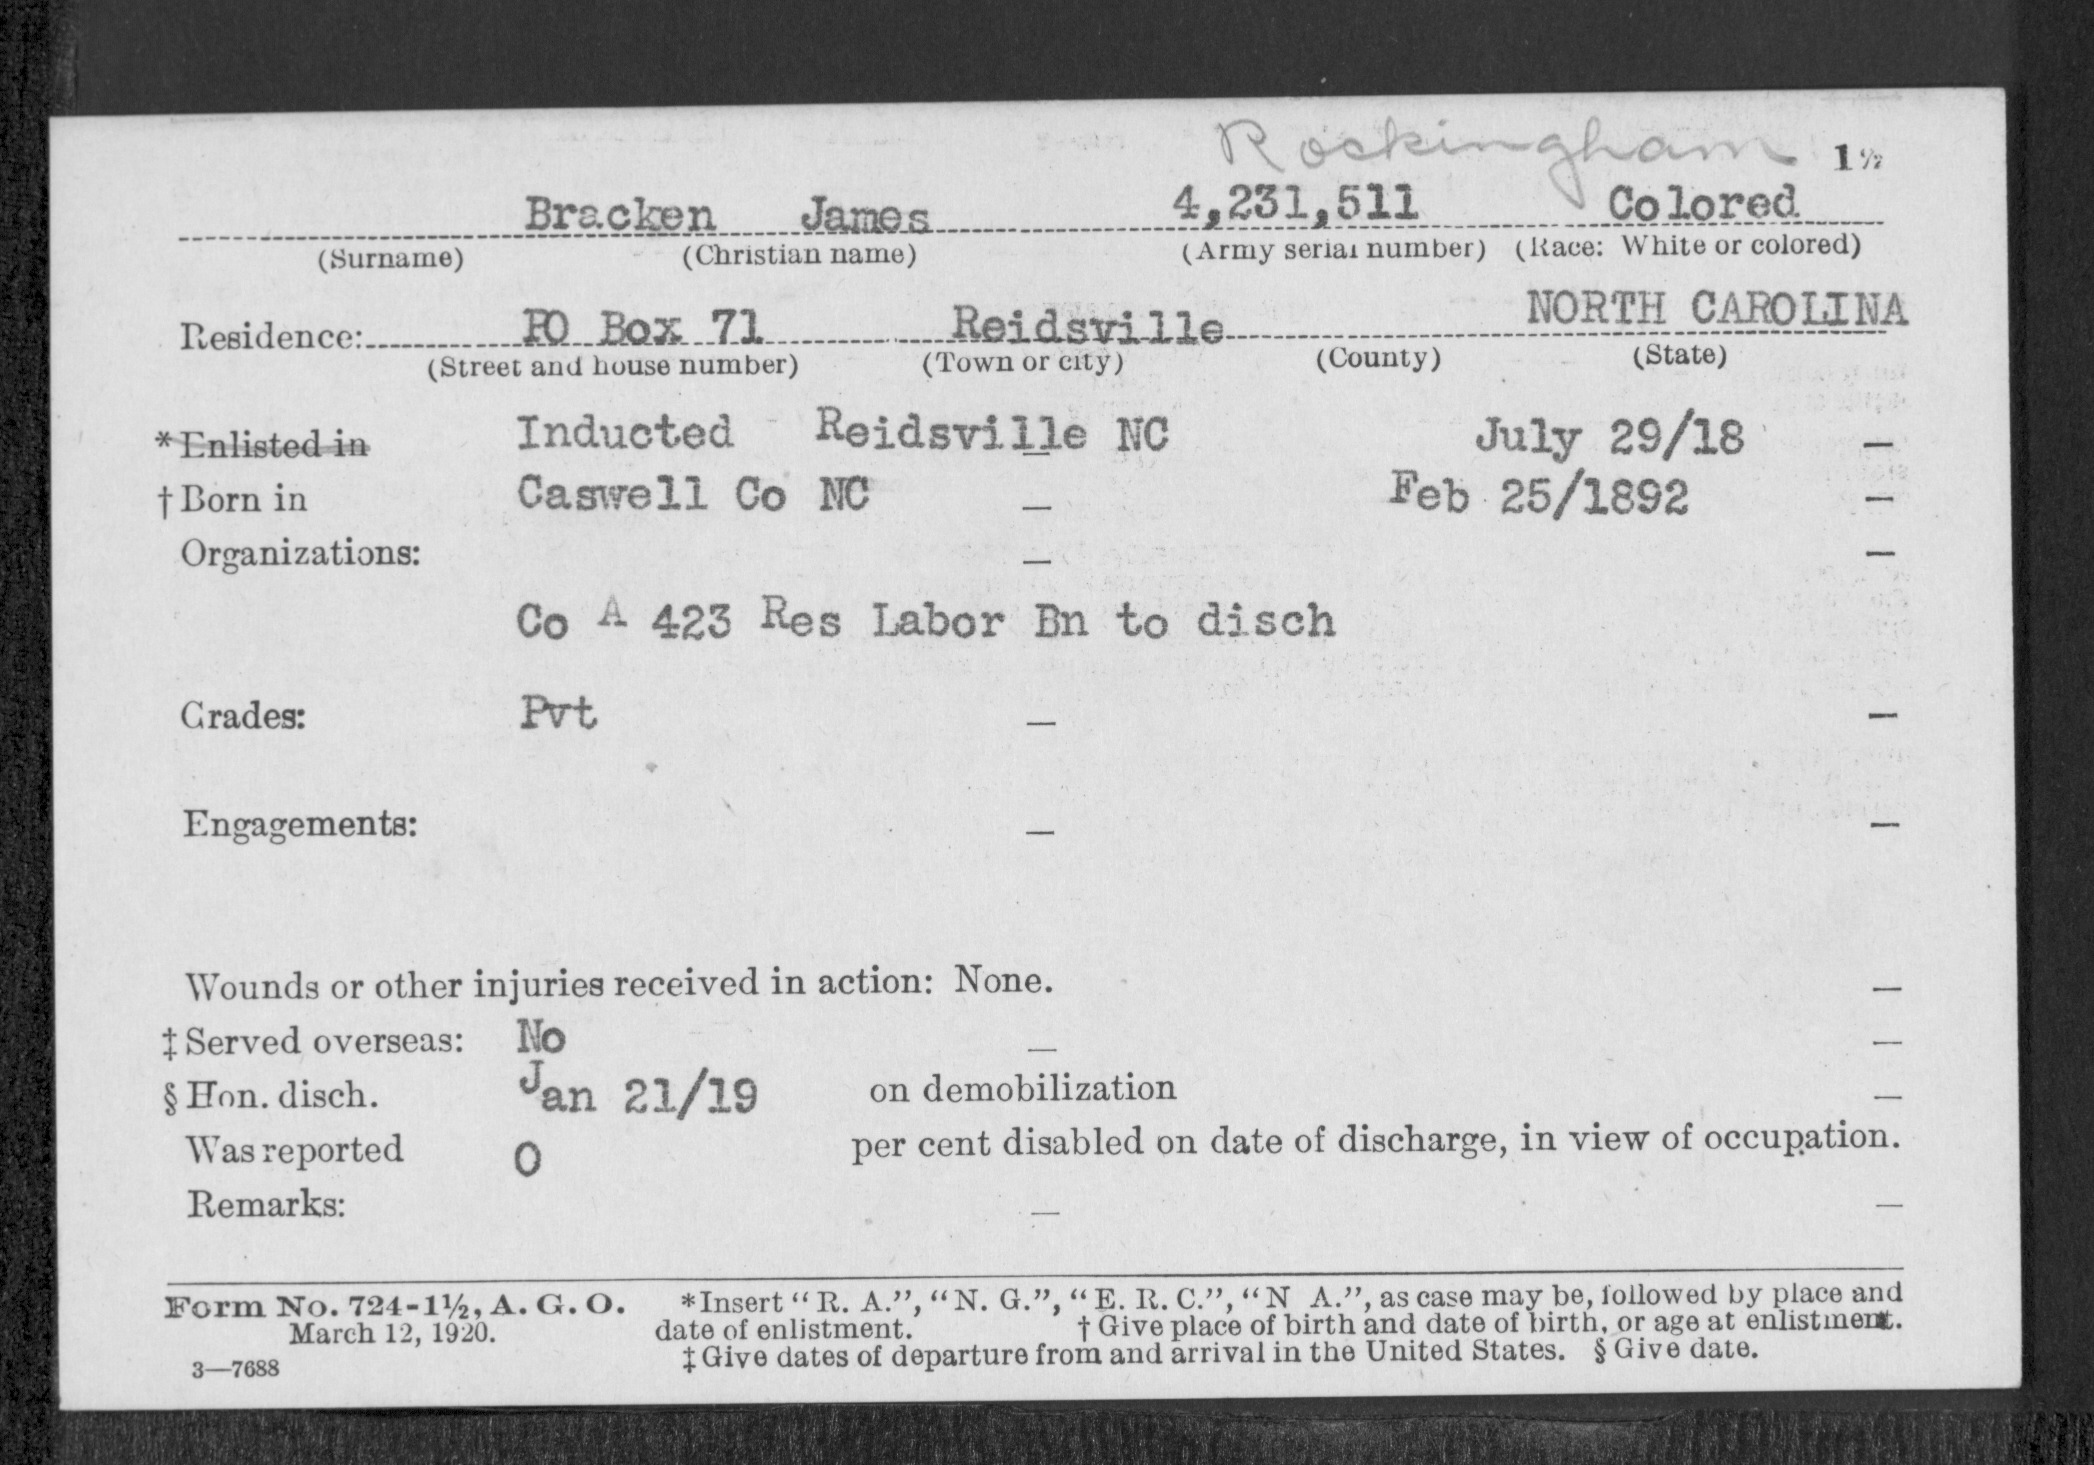 Rockingham 1½
Bracken James 4,231,511 Colored
(Surname) (Christian name) (Army serial number) (Race: White or colored)
Residence: PO Box 71 Reidsville NORTH CAROLINA
(Street and house number) (Town or city) (County) (State)
*Enlisted in Inducted Reidsville NC July 29/18 —
†Born in Caswell Co NC — Feb 25/1892 —
Organizations: — —
Co A 423 Res Labor Bn to disch
Grades: Pvt — —
Engagements: — —
Wounds or other injuries received in action: None. —
‡Served overseas: No — —
§Hon. disch. Jan 21/19 on demobilization —
Was reported 0 per cent disabled on date of discharge, in view of occupation.
Remarks: — —
Form No. 724-1½, A. G. O. *Insert "R. A.", "N. G.", "E. R. C.", "N A.", as case may be, followed by place and
March 12, 1920. date of enlistment. †Give place of birth and date of birth, or age at enlistment.
3—7688 ‡Give dates of departure from and arrival in the United States. §Give date.